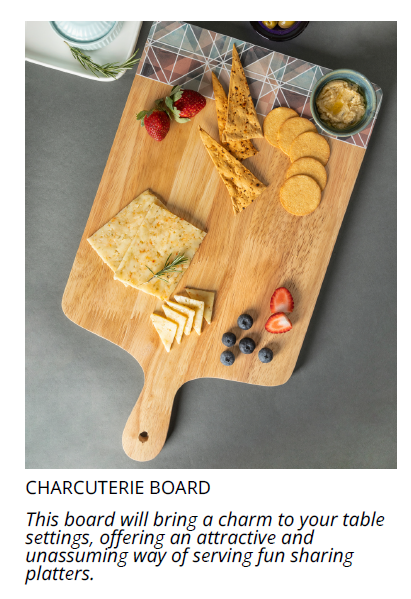 CHARCUTERIE BOARD
This board will bring a charm to your table
settings, offering an attractive and
unassuming way of serving fun sharing
platters.